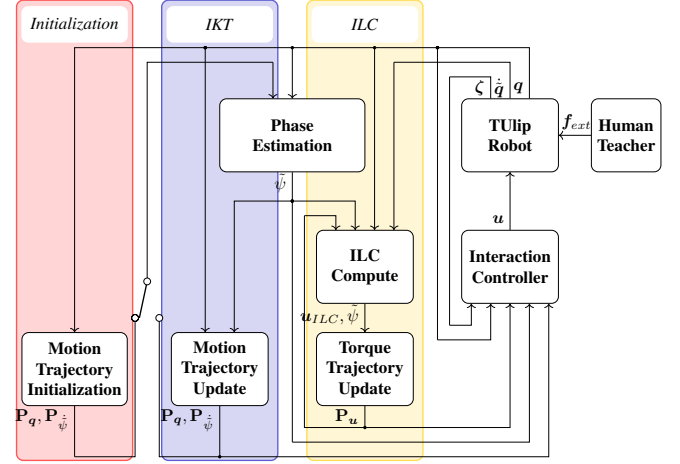 Initialization
IKT
ILC
Phase
Estimation
ψ̃
ζ
q̃̇
q
TUlip
Robot
f_ext
Human
Teacher
u
ILC
Compute
Interaction
Controller
u_ILC, ψ̃
Motion
Trajectory
Initialization
Motion
Trajectory
Update
Torque
Trajectory
Update
P_q, P_ψ̃̇
P_q, P_ψ̃̇
P_u